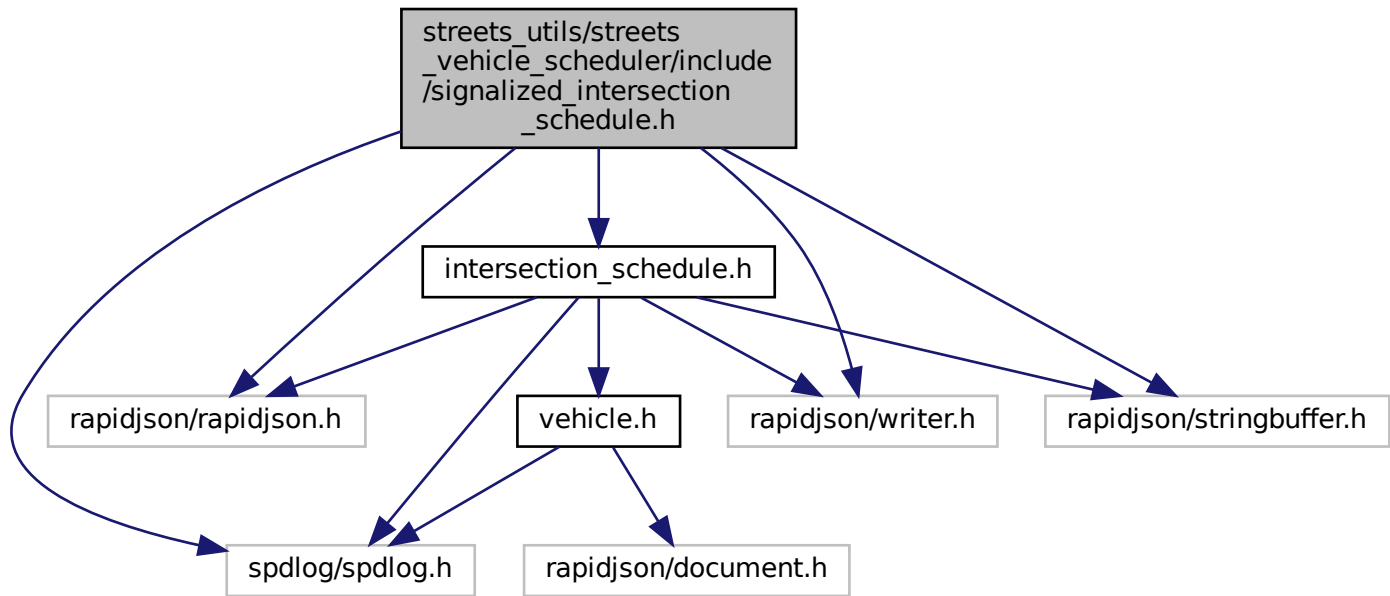 streets_utils/streets
_vehicle_scheduler/include
/signalized_intersection
_schedule.h
intersection_schedule.h
rapidjson/rapidjson.h
vehicle.h
rapidjson/writer.h
rapidjson/stringbuffer.h
spdlog/spdlog.h
rapidjson/document.h